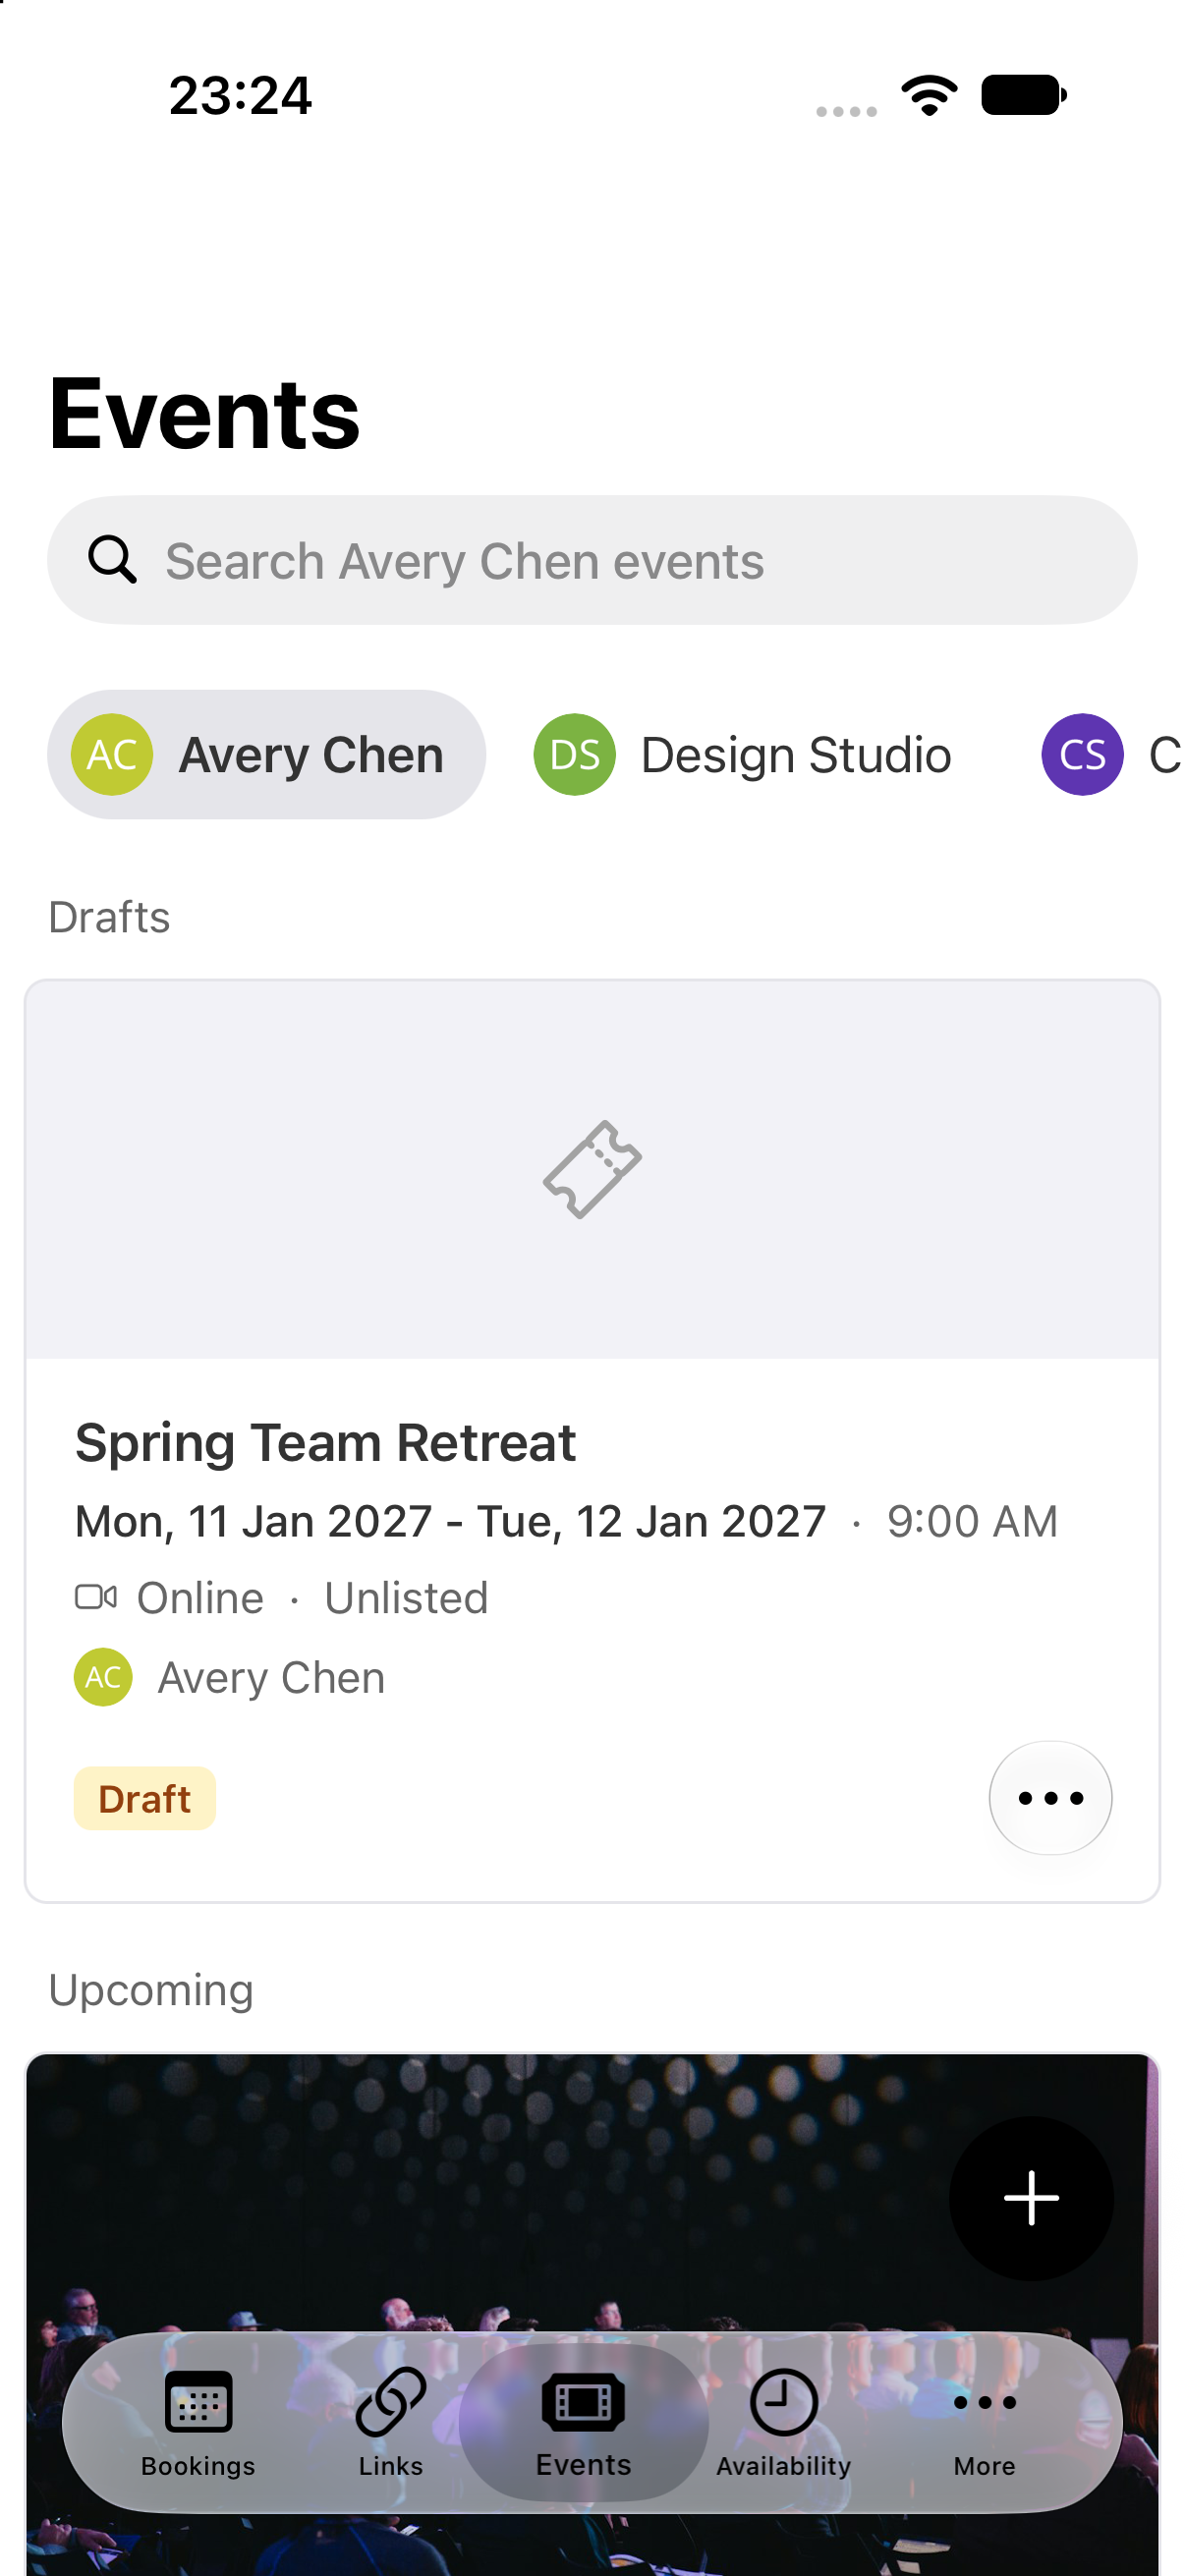 23:24
Events
Search Avery Chen events
AC Avery Chen DS Design Studio CS C
Drafts
Spring Team Retreat
Mon, 11 Jan 2027 - Tue, 12 Jan 2027 · 9:00 AM
Online · Unlisted
AC Avery Chen
Draft
Upcoming
Bookings Links Events Availability More